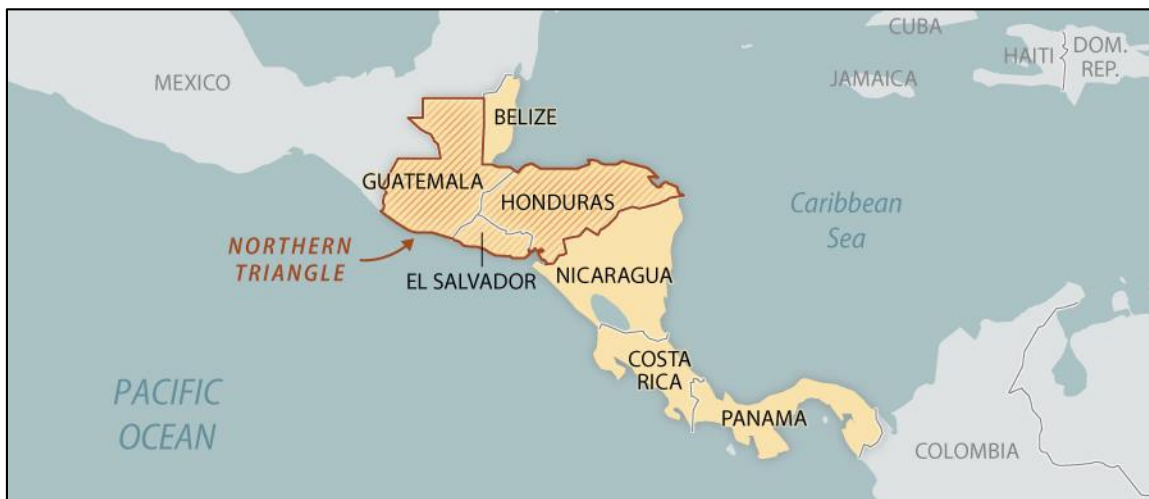 CUBA
HAITI
DOM.
REP.
MEXICO
JAMAICA
BELIZE
GUATEMALA
HONDURAS
Caribbean
Sea
NORTHERN
TRIANGLE
EL SALVADOR
NICARAGUA
COSTA
RICA
PACIFIC
OCEAN
PANAMA
COLOMBIA